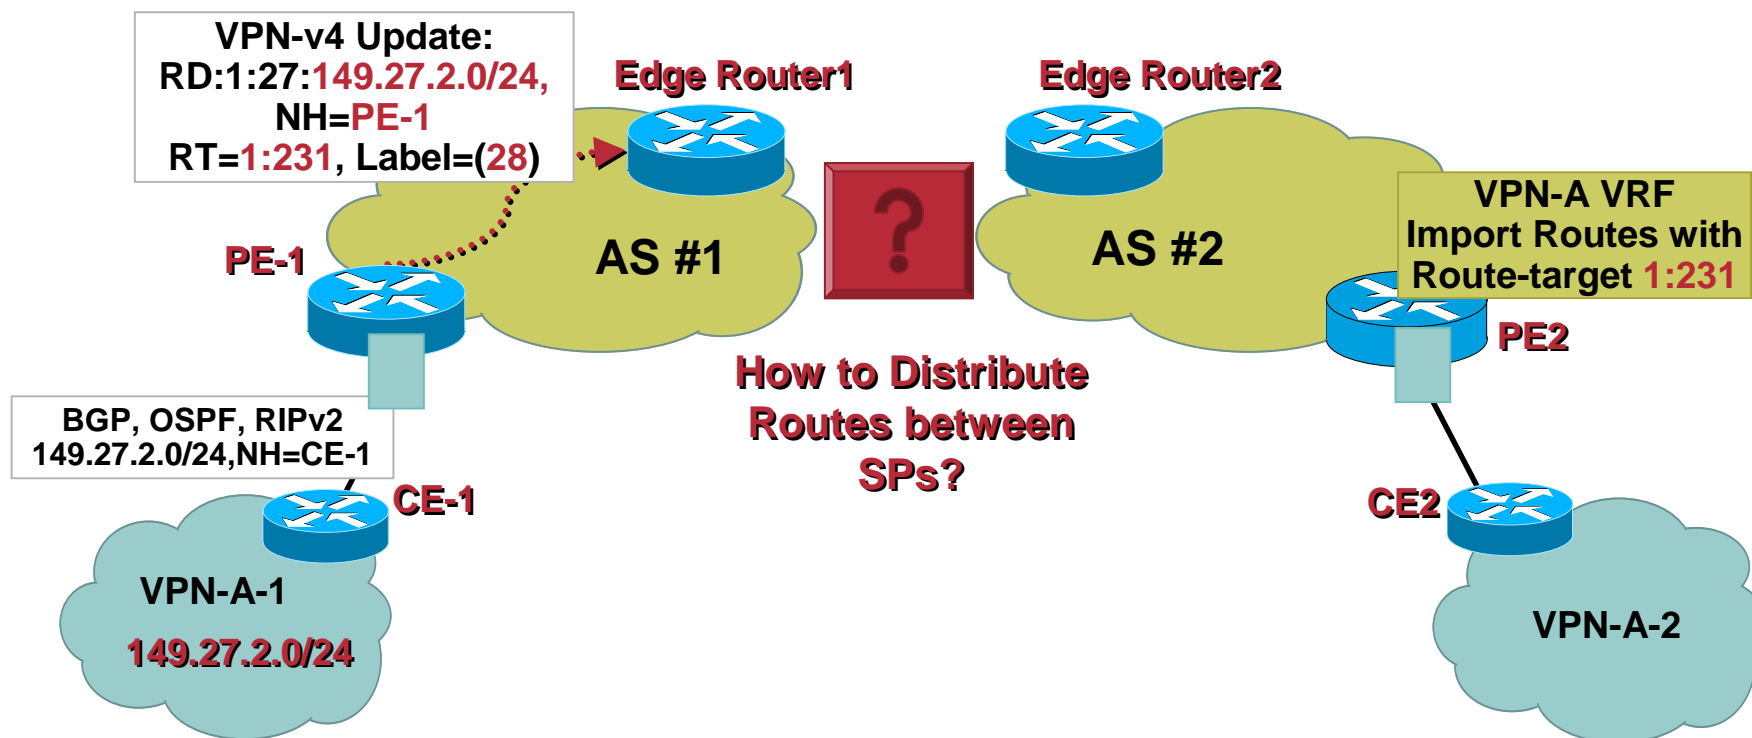 VPN-v4 Update:
RD:1:27:149.27.2.0/24,
NH=PE-1
RT=1:231, Label=(28)
Edge Router1
Edge Router2
?
VPN-A VRF
Import Routes with
Route-target 1:231
PE-1
AS #1
AS #2
PE2
How to Distribute
Routes between
SPs?
BGP, OSPF, RIPv2
149.27.2.0/24,NH=CE-1
CE-1
CE2
VPN-A-1
149.27.2.0/24
VPN-A-2